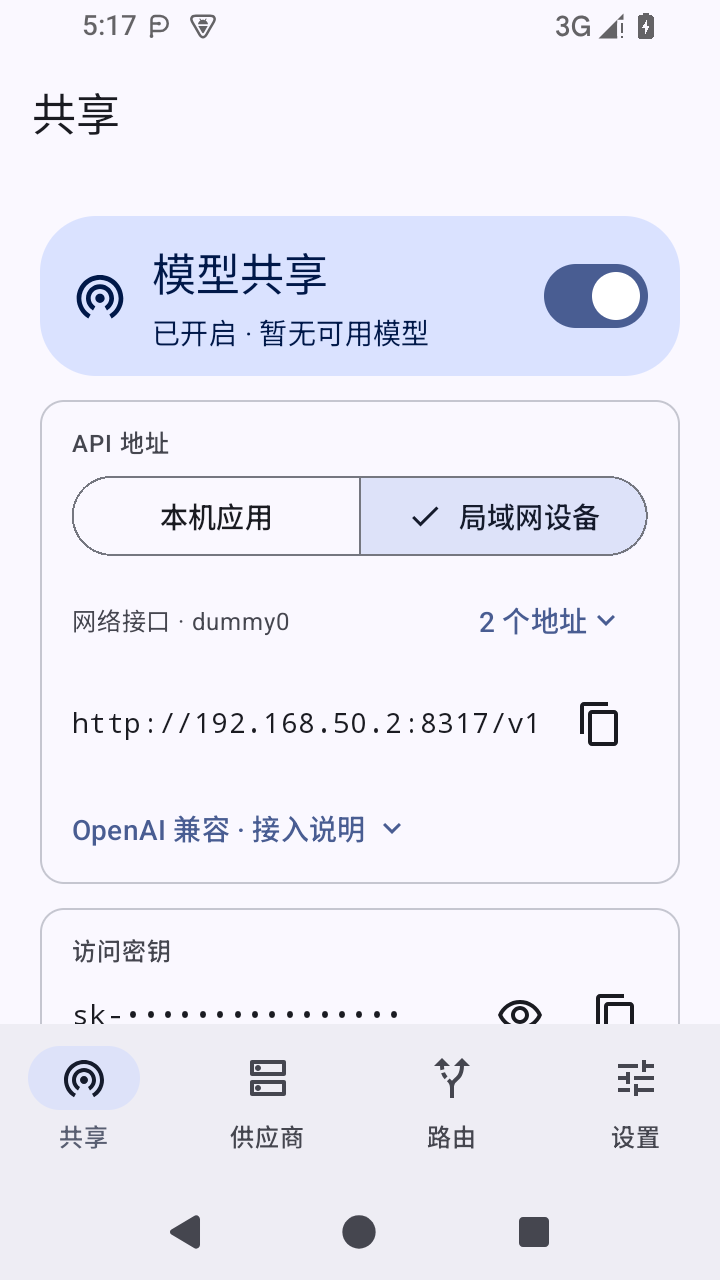 5:17
3G
共享
模型共享
已开启 · 暂无可用模型
API 地址
本机应用
局域网设备
网络接口 · dummy0
2 个地址
http://192.168.50.2:8317/v1
OpenAI 兼容 · 接入说明
访问密钥
sk-••••••••••••••••
共享
供应商
路由
设置